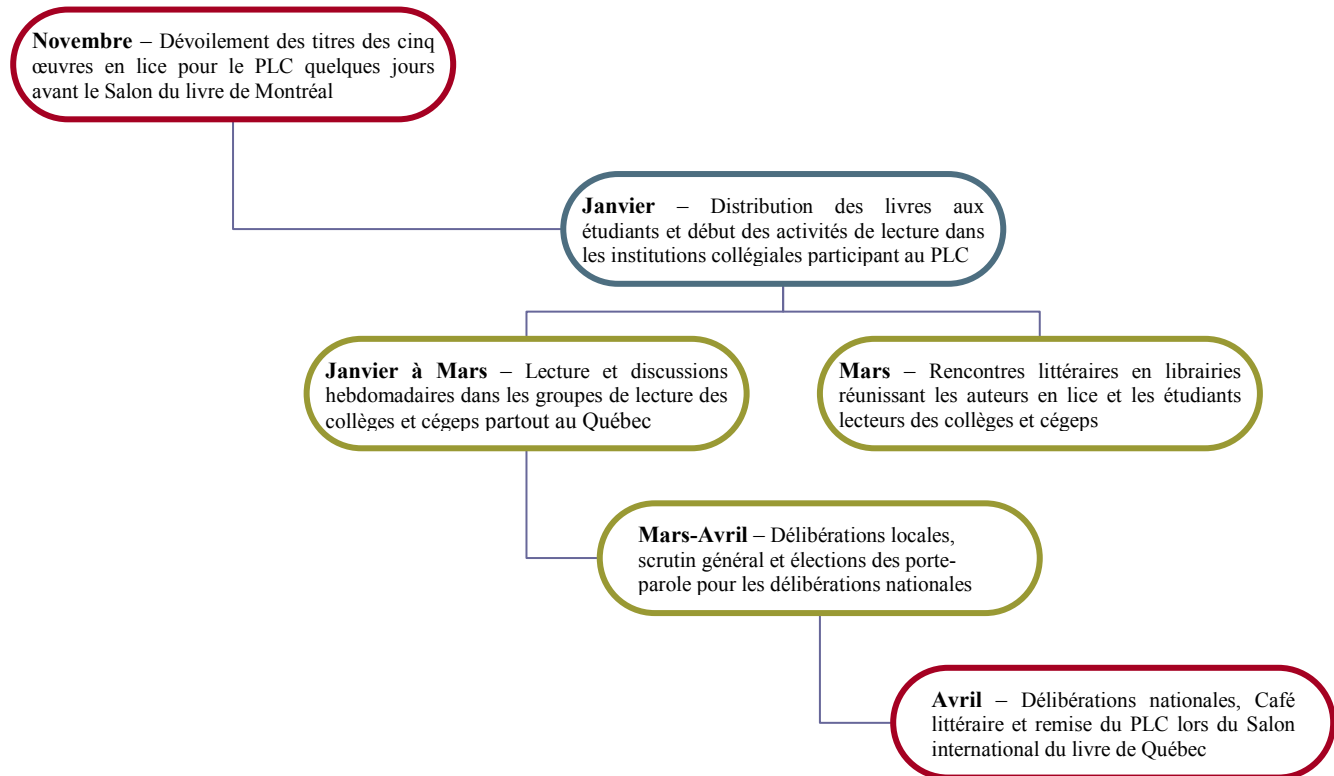 Novembre – Dévoilement des titres des cinq
œuvres en lice pour le PLC quelques jours
avant le Salon du livre de Montréal
Janvier – Distribution des livres aux
étudiants et début des activités de lecture dans
les institutions collégiales participant au PLC
Janvier à Mars – Lecture et discussions
hebdomadaires dans les groupes de lecture des
collèges et cégeps partout au Québec
Mars – Rencontres littéraires en librairies
réunissant les auteurs en lice et les étudiants
lecteurs des collèges et cégeps
Mars-Avril – Délibérations locales,
scrutin général et élections des porte-
parole pour les délibérations nationales
Avril – Délibérations nationales, Café
littéraire et remise du PLC lors du Salon
international du livre de Québec